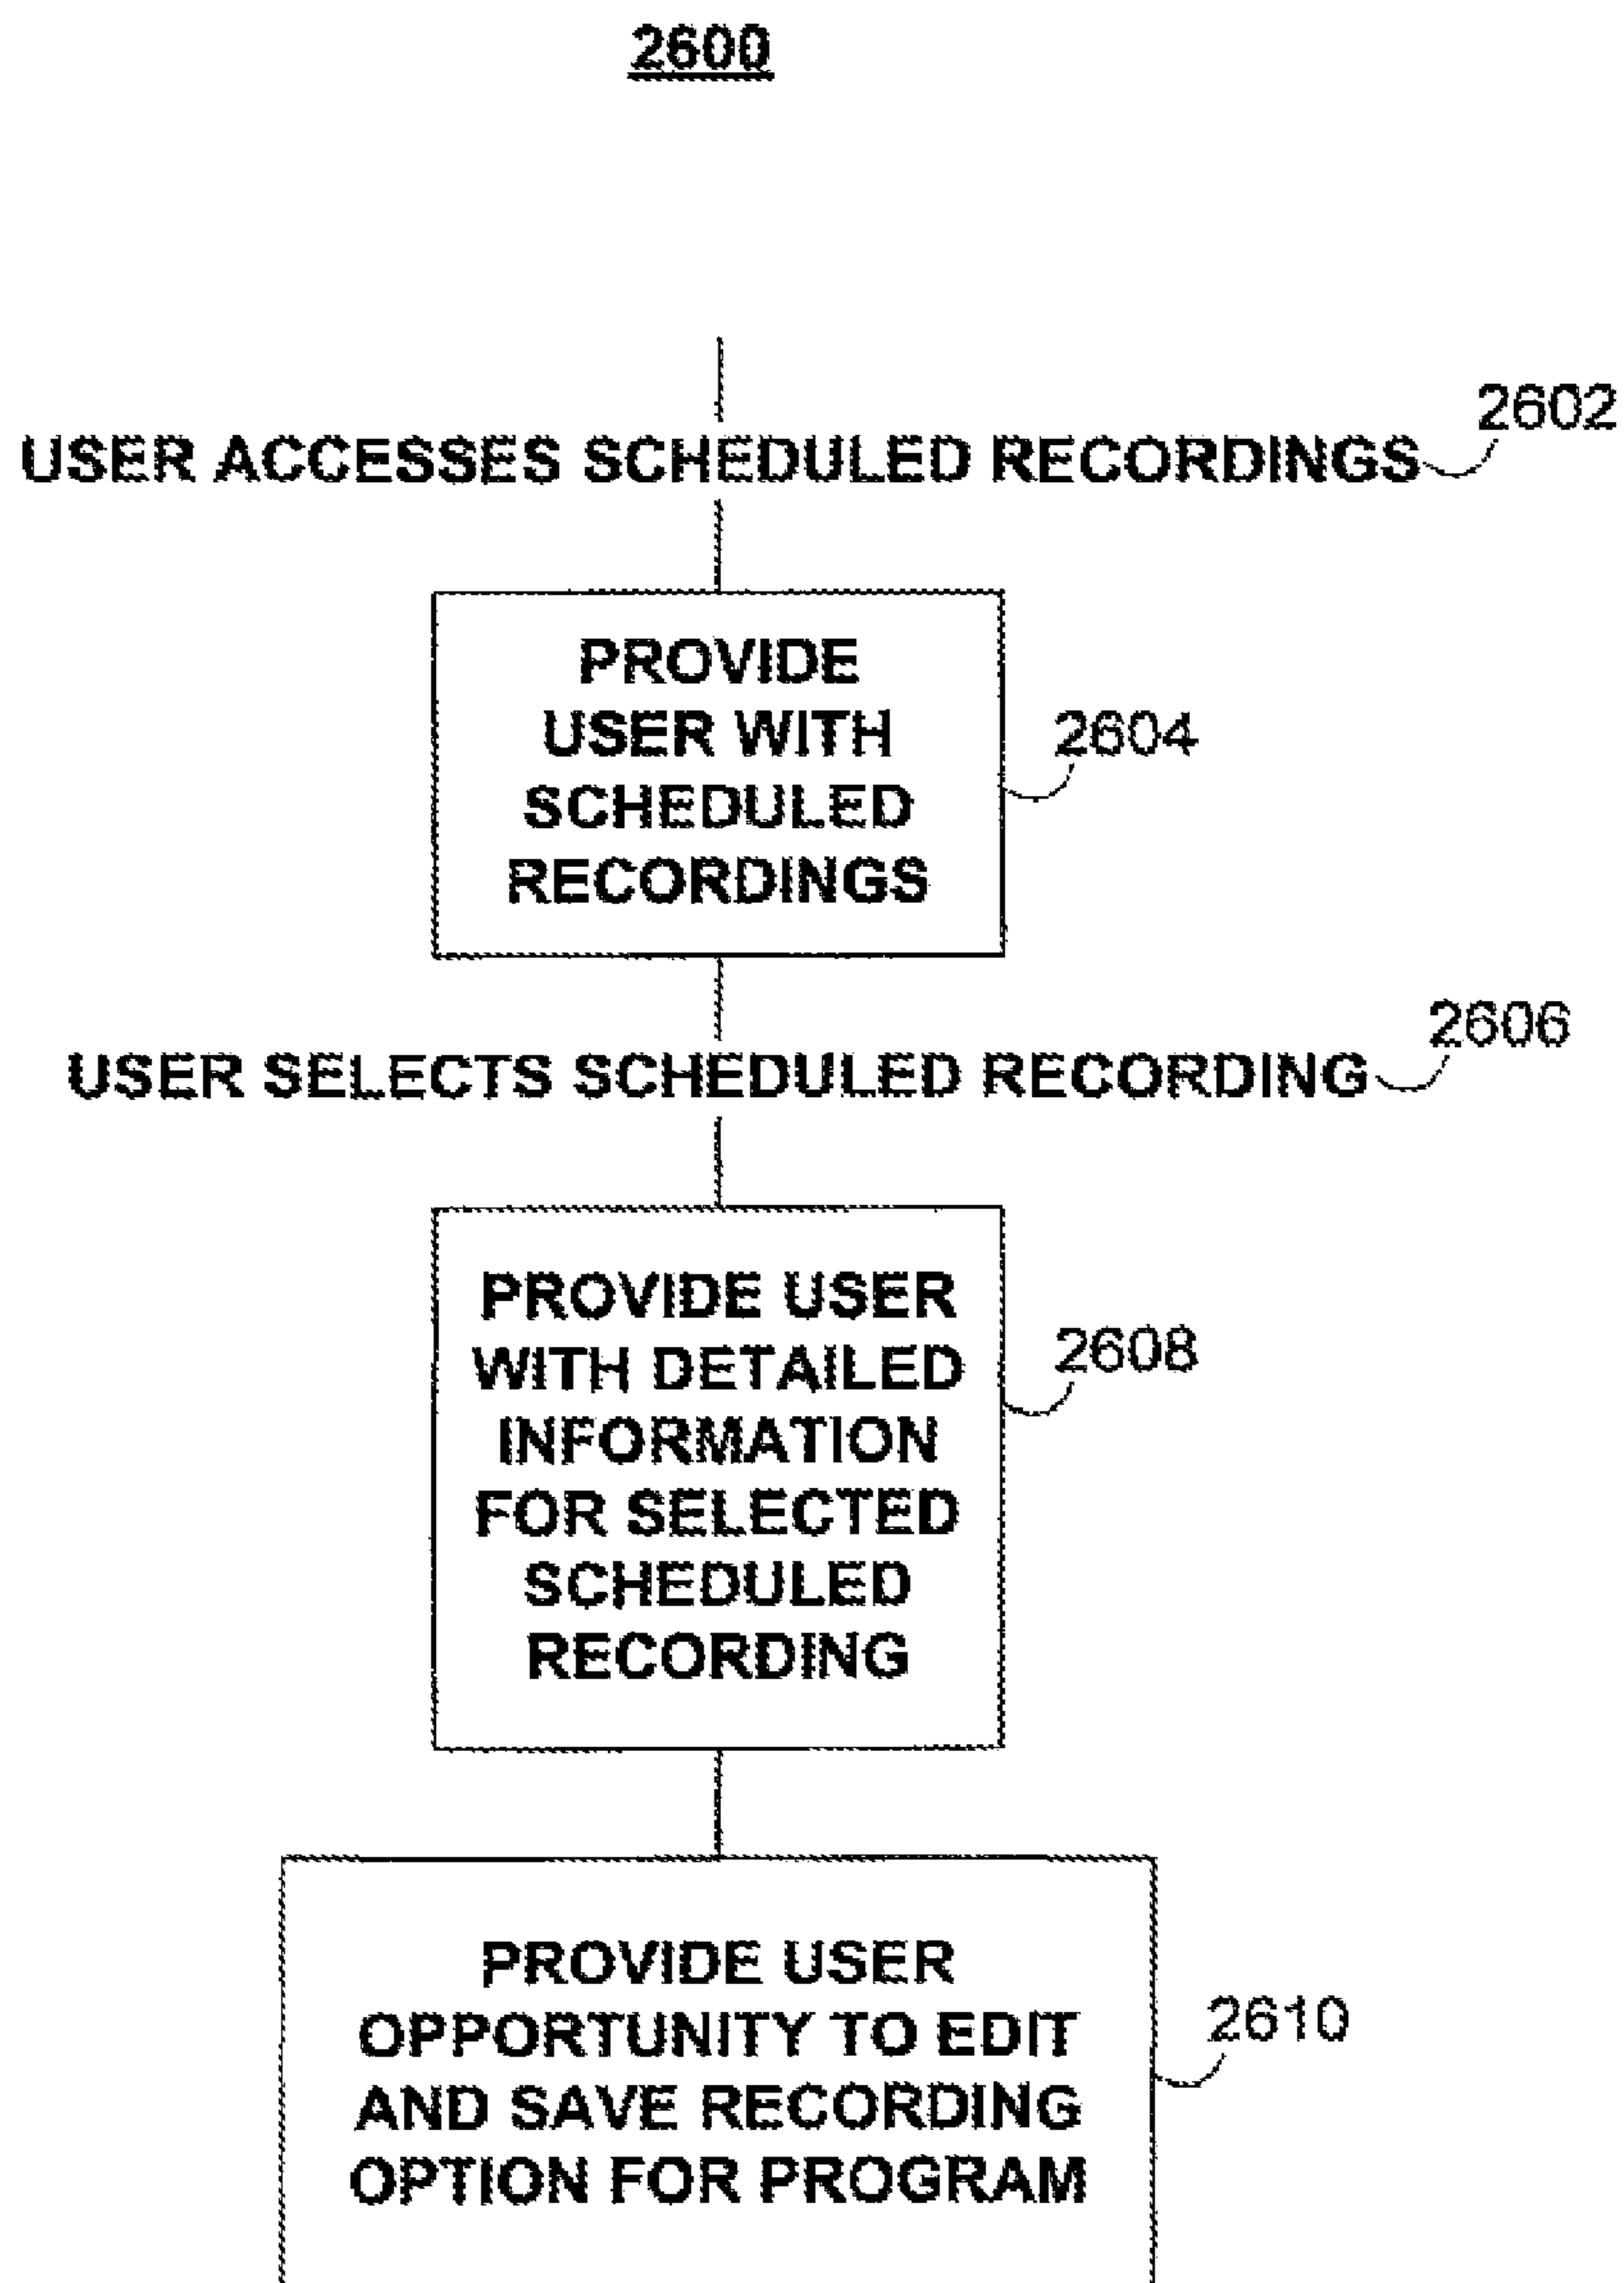 2600
2602
USER ACCESSES SCHEDULED RECORDINGS
PROVIDE
USER WITH
SCHEDULED
RECORDINGS
2604
2606
USER SELECTS SCHEDULED RECORDING
PROVIDE USER
WITH DETAILED
INFORMATION
FOR SELECTED
SCHEDULED
RECORDING
2608
PROVIDE USER
OPPORTUNITY TO EDIT
AND SAVE RECORDING
OPTION FOR PROGRAM
2610